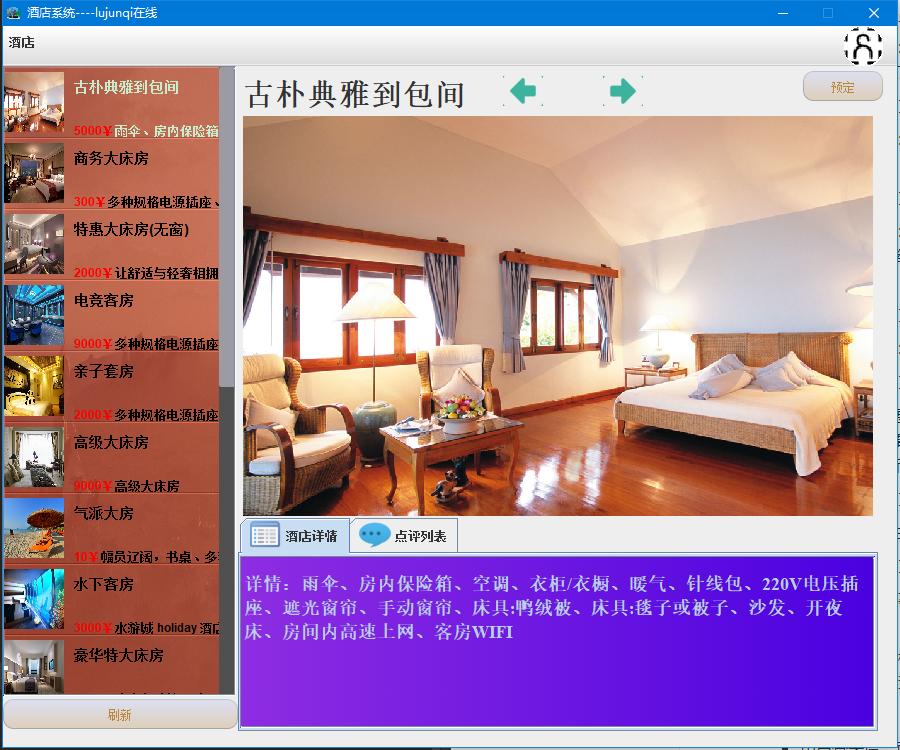 酒店系统----lujunqi在线
酒店
古朴典雅到包间
5000￥雨伞、房内保险箱
商务大床房
300￥多种规格电源插座、
特惠大床房(无窗)
2000￥让舒适与轻奢相拥
电竞客房
9000￥多种规格电源插座
亲子套房
2000￥多种规格电源插座
高级大床房
9000￥高级大床房
气派大房
10￥幅员辽阔，书桌、多
水下客房
3000￥水游城 holiday 酒店
豪华特大床房
刷新
古朴典雅到包间
预定
酒店详情
点评列表
详情：雨伞、房内保险箱、空调、衣柜/衣橱、暖气、针线包、220V电压插
座、遮光窗帘、手动窗帘、床具:鸭绒被、床具:毯子或被子、沙发、开夜
床、房间内高速上网、客房WIFI